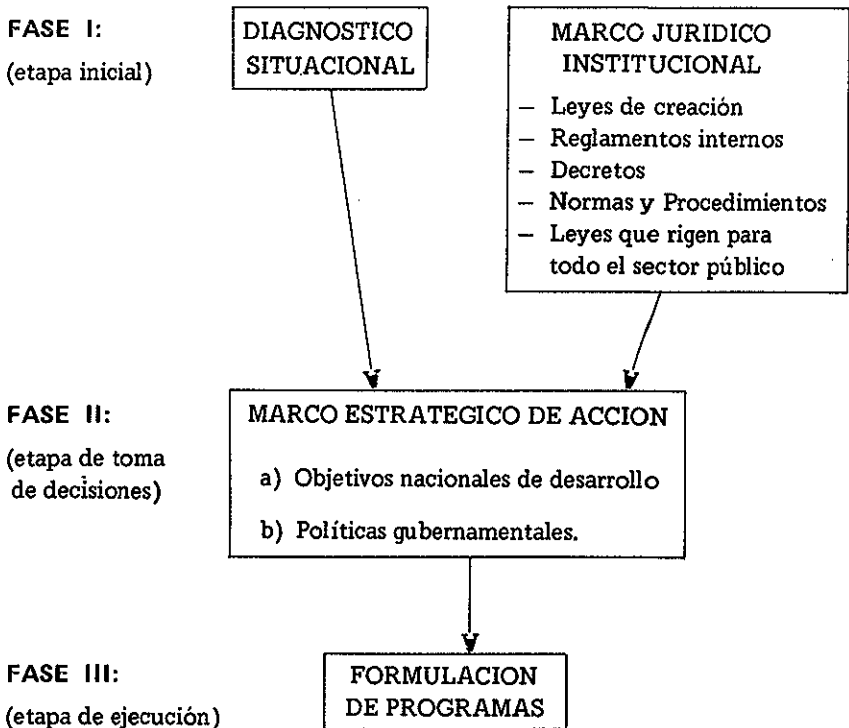 FASE I:
(etapa inicial)
DIAGNOSTICO
SITUACIONAL
MARCO JURIDICO
INSTITUCIONAL
– Leyes de creación
– Reglamentos internos
– Decretos
– Normas y Procedimientos
– Leyes que rigen para
todo el sector público
FASE II:
(etapa de toma
de decisiones)
MARCO ESTRATEGICO DE ACCION
a) Objetivos nacionales de desarrollo
b) Políticas gubernamentales.
FASE III:
(etapa de ejecución)
FORMULACION
DE PROGRAMAS